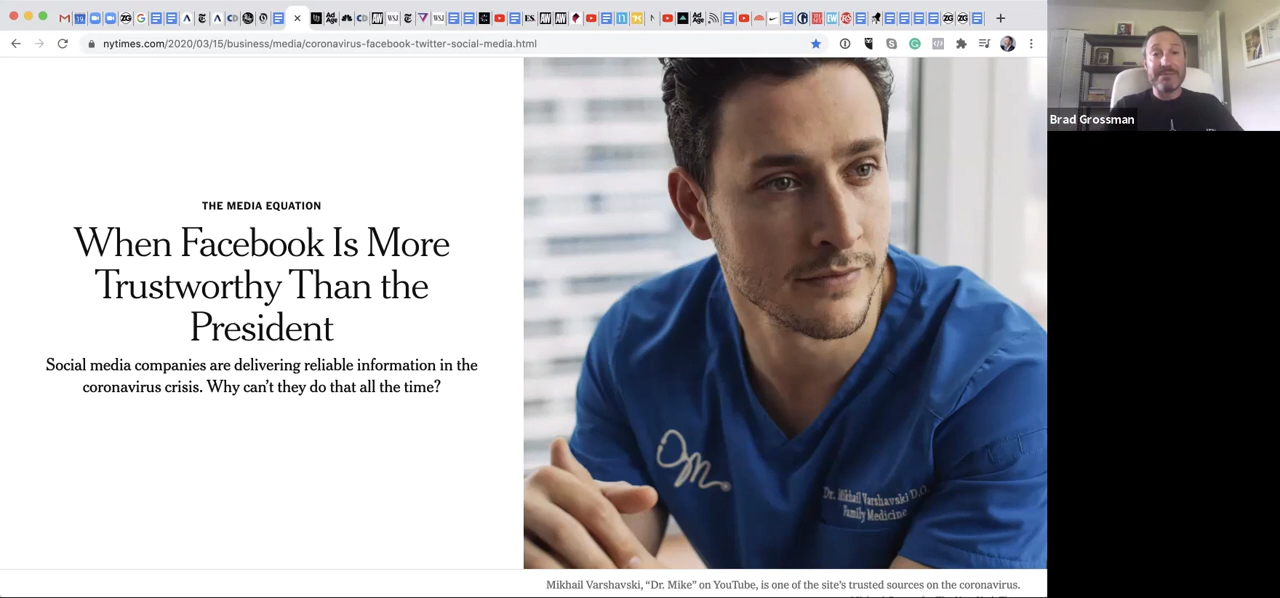 nytimes.com/2020/03/15/business/media/coronavirus-facebook-twitter-social-media.html
Brad Grossman
THE MEDIA EQUATION
When Facebook Is More
Trustworthy Than the
President
Social media companies are delivering reliable information in the
coronavirus crisis. Why can’t they do that all the time?
Dr. Mikhail Varshavski D.O.
Family Medicine
Mikhail Varshavski, “Dr. Mike” on YouTube, is one of the site’s trusted sources on the coronavirus.